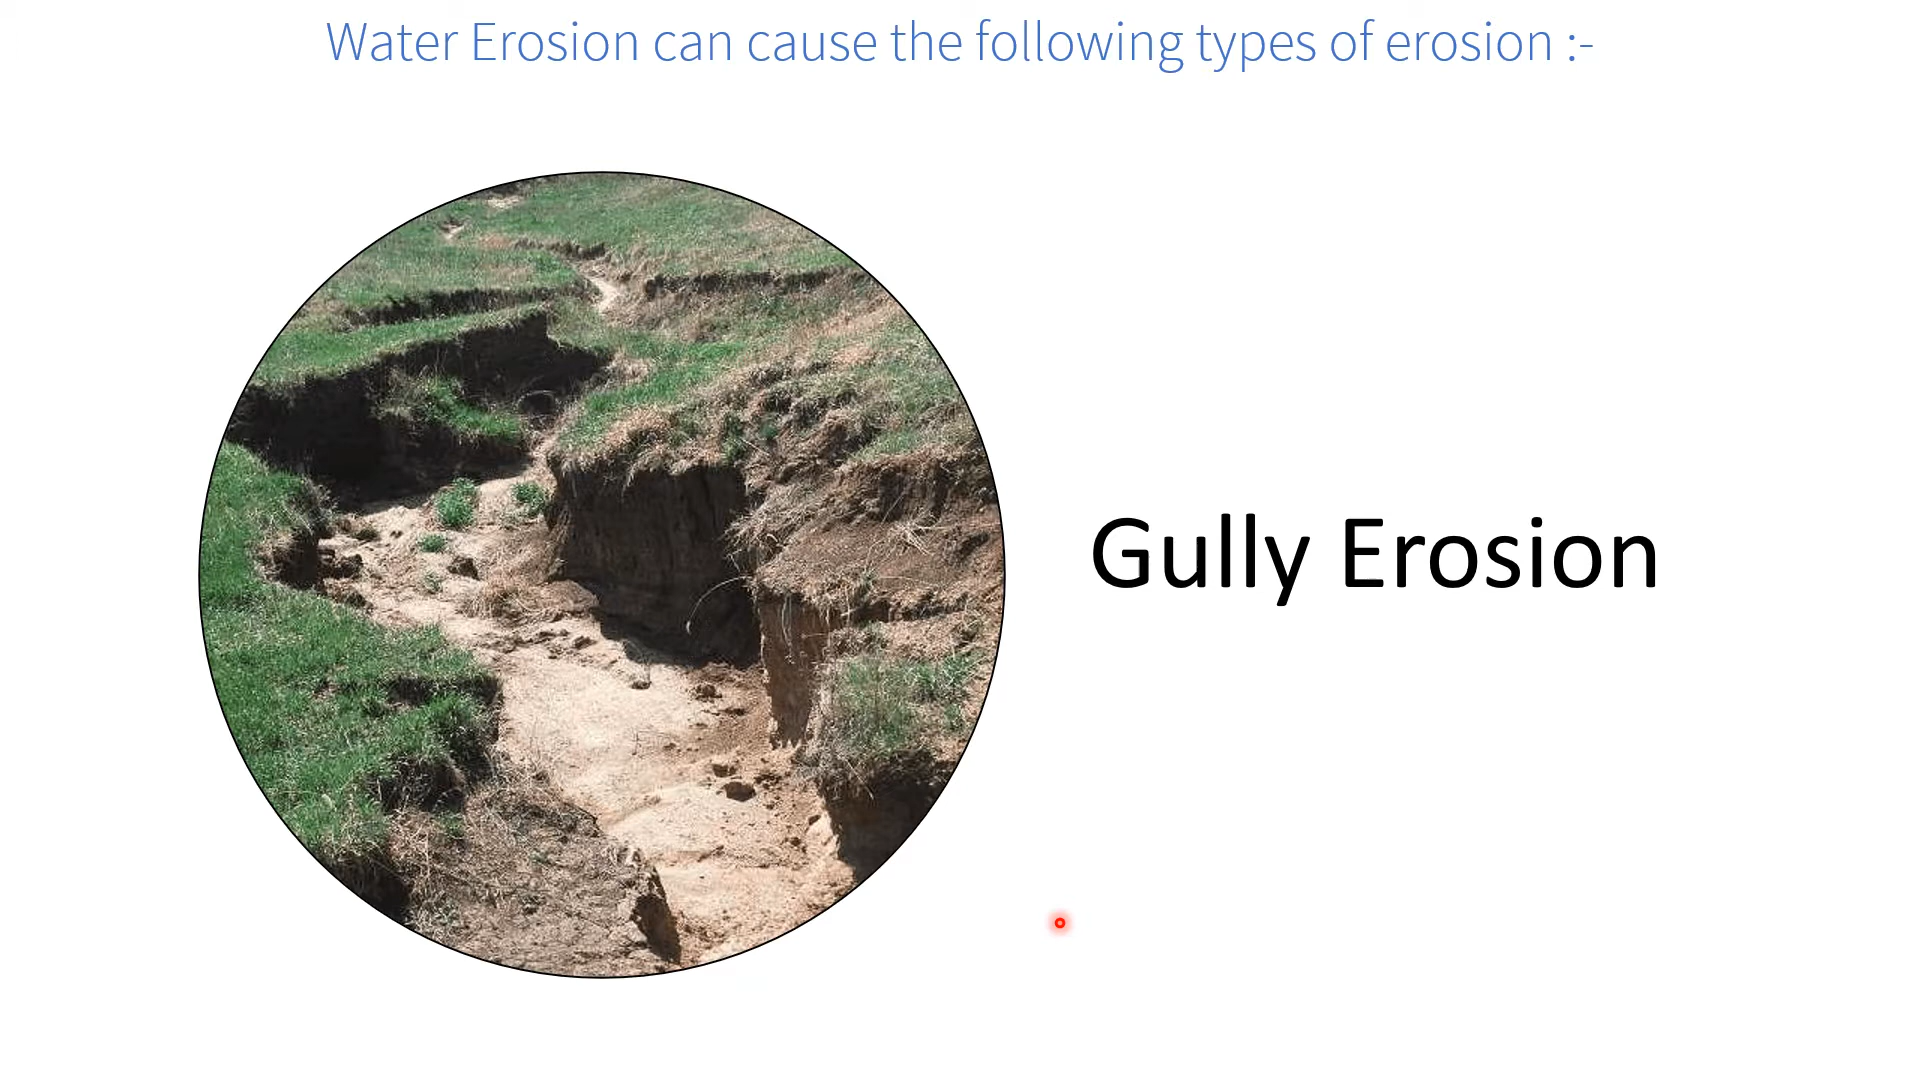 Water Erosion can cause the following types of erosion :-
Gully Erosion